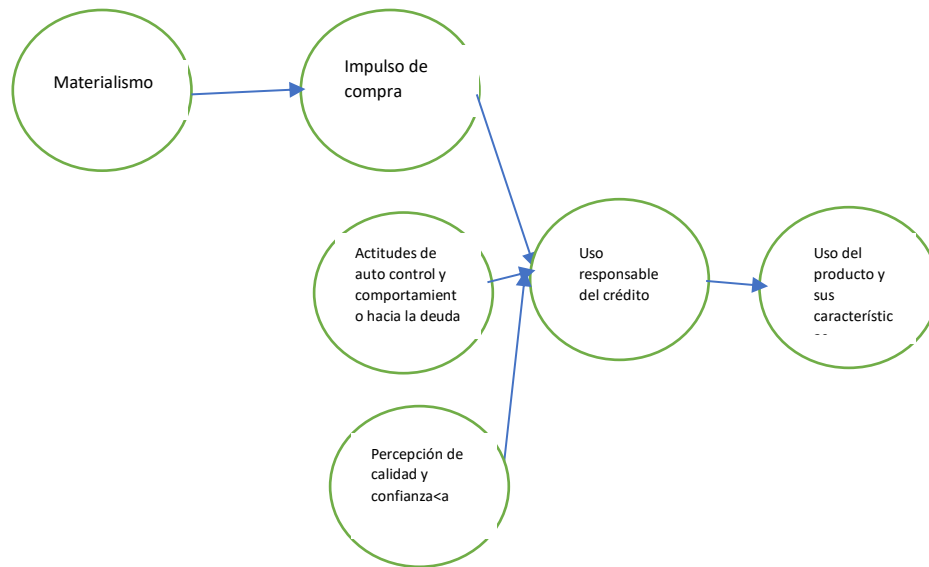 Materialismo
Impulso de
compra
Actitudes de
auto control y
comportamient
o hacia la deuda
Uso
responsable
del crédito
Uso del
producto y
sus
característic
Percepción de
calidad y
confianza<a